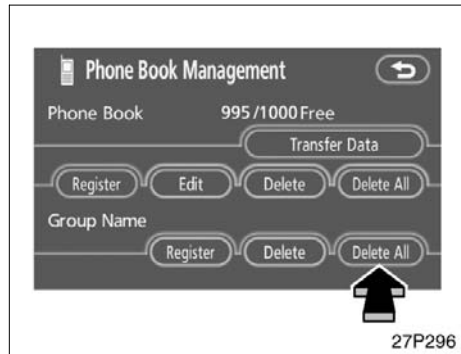 Phone Book Management
Phone Book 995/1000 Free
Transfer Data
Register Edit Delete Delete All
Group Name
Register Delete Delete All
27P296